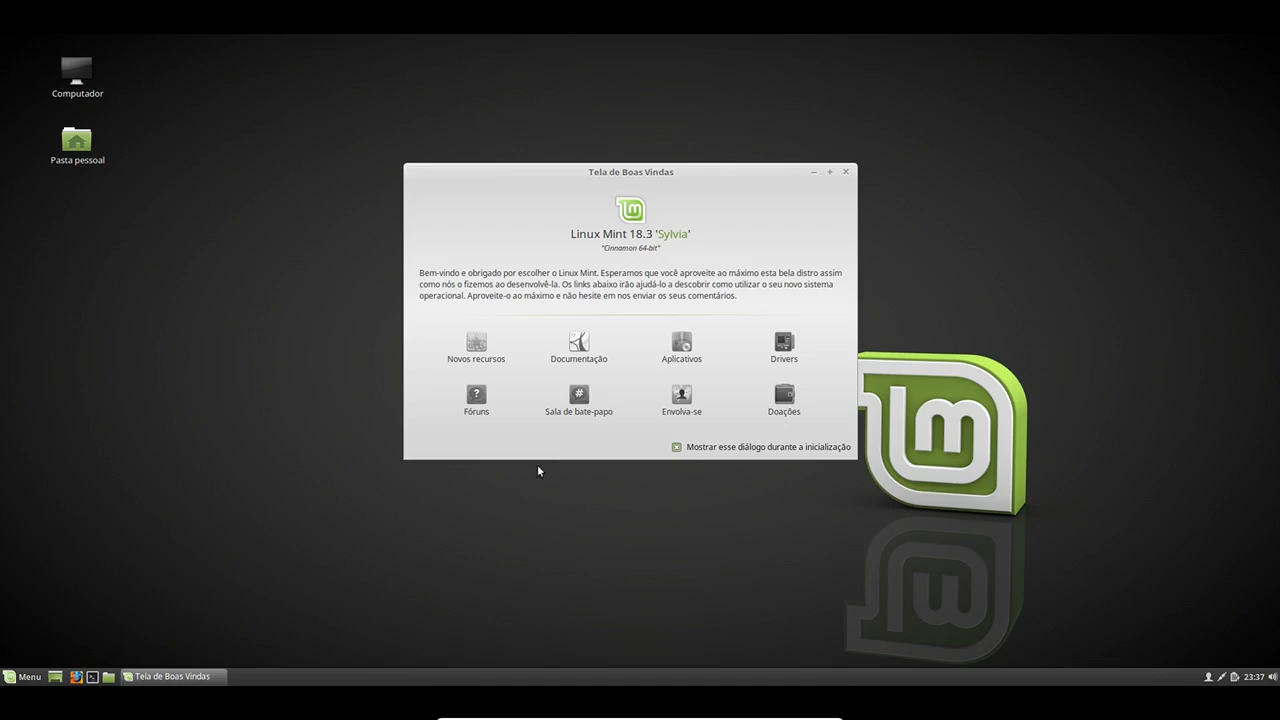 Computador
Pasta pessoal
Tela de Boas Vindas
Linux Mint 18.3 'Sylvia'
"Cinnamon 64-bit"
Bem-vindo e obrigado por escolher o Linux Mint. Esperamos que você aproveite ao máximo esta bela distro assim
como nós o fizemos ao desenvolvê-la. Os links abaixo irão ajudá-lo a descobrir como utilizar o seu novo sistema
operacional. Aproveite-o ao máximo e não hesite em nos enviar os seus comentários.
Novos recursos
Documentação
Aplicativos
Drivers
Fóruns
Sala de bate-papo
Envolva-se
Doações
Mostrar esse diálogo durante a inicialização
Menu
Tela de Boas Vindas
23:37